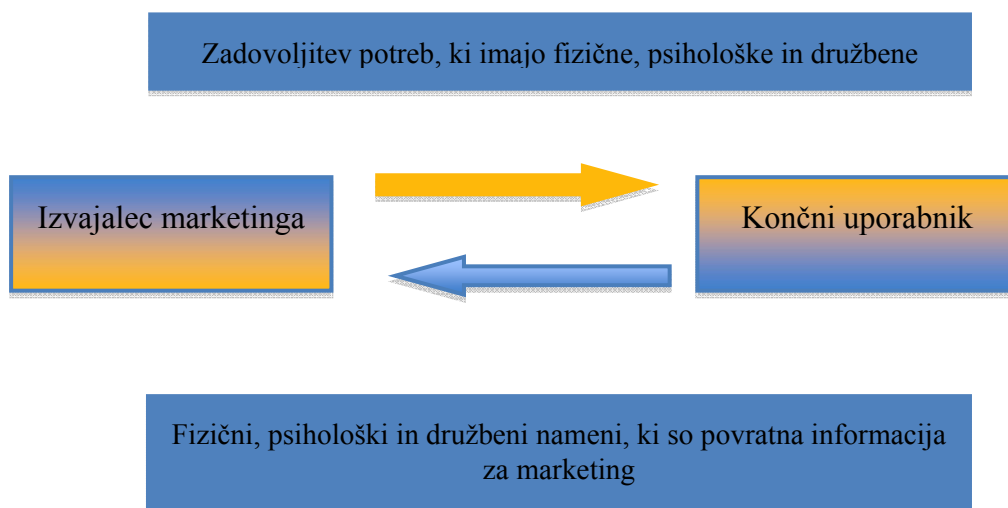 Zadovoljitev potreb, ki imajo fizične, psihološke in družbene
Izvajalec marketinga
Končni uporabnik
Fizični, psihološki in družbeni nameni, ki so povratna informacija
za marketing